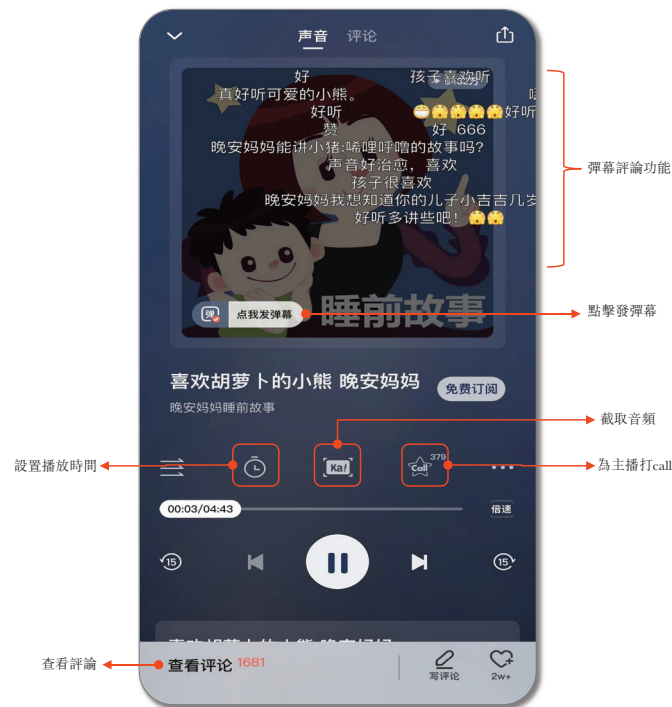 声音 评论
好 孩子喜欢听
真好听可爱的小熊。
好听 好听
赞 好 666
晚安妈妈能讲小猪:唏哩呼噜的故事吗?
声音好治愈，喜欢
孩子很喜欢
晚安妈妈我想知道你的儿子小吉吉几岁
好听多讲些吧！
彈幕評論功能
弹 点我发弹幕
睡前故事
點擊發彈幕
喜欢胡萝卜的小熊 晚安妈妈
免费订阅
晚安妈妈睡前故事
截取音頻
設置播放時間
Ka!
Call 379
為主播打call
00:03/04:43
倍速
15 15
查看評論
查看评论 1681
写评论
2w+